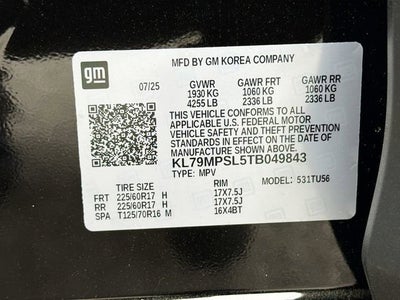 gm
MFD BY GM KOREA COMPANY
07/25 GVWR GAWR FRT GAWR RR
1930 KG 1060 KG 1060 KG
4255 LB 2336 LB 2336 LB
THIS VEHICLE CONFORMS TO ALL
APPLICABLE U.S. FEDERAL MOTOR
VEHICLE SAFETY AND THEFT PREVENTION
STANDARDS IN EFFECT ON THE DATE OF
MANUFACTURE SHOWN ABOVE.
KL79MPSL5TB049843
TYPE: MPV
TIRE SIZE RIM 531TU56
FRT 225/60R17 H 17X7.5J
RR 225/60R17 H 17X7.5J
SPA T125/70R16 M 16X4BT